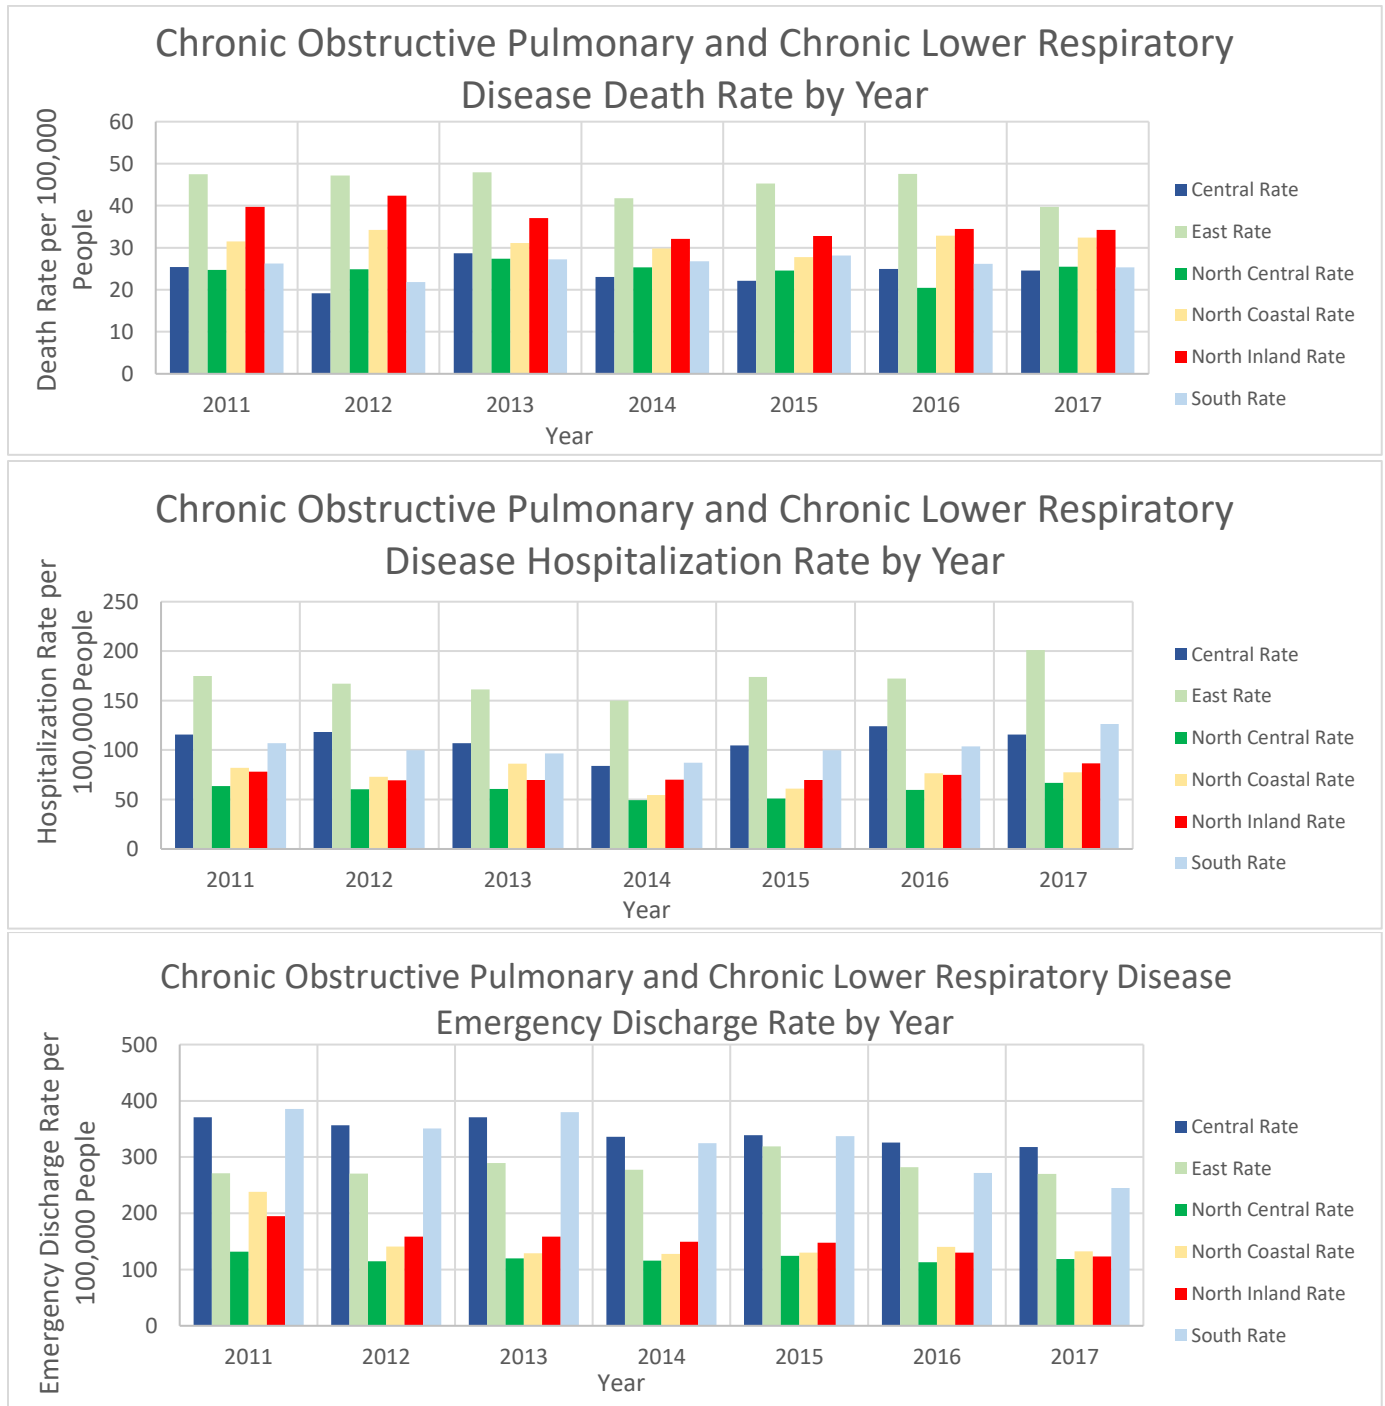 Chronic Obstructive Pulmonary and Chronic Lower Respiratory
Disease Death Rate by Year
Death Rate per 100,000
People
60
50
40
30
20
10
0
2011 2012 2013 2014 2015 2016 2017
Year
Central Rate
East Rate
North Central Rate
North Coastal Rate
North Inland Rate
South Rate
Chronic Obstructive Pulmonary and Chronic Lower Respiratory
Disease Hospitalization Rate by Year
Hospitalization Rate per
100,000 People
250
200
150
100
50
0
2011 2012 2013 2014 2015 2016 2017
Year
Central Rate
East Rate
North Central Rate
North Coastal Rate
North Inland Rate
South Rate
Chronic Obstructive Pulmonary and Chronic Lower Respiratory Disease
Emergency Discharge Rate by Year
Emergency Discharge Rate per
100,000 People
500
400
300
200
100
0
2011 2012 2013 2014 2015 2016 2017
Year
Central Rate
East Rate
North Central Rate
North Coastal Rate
North Inland Rate
South Rate